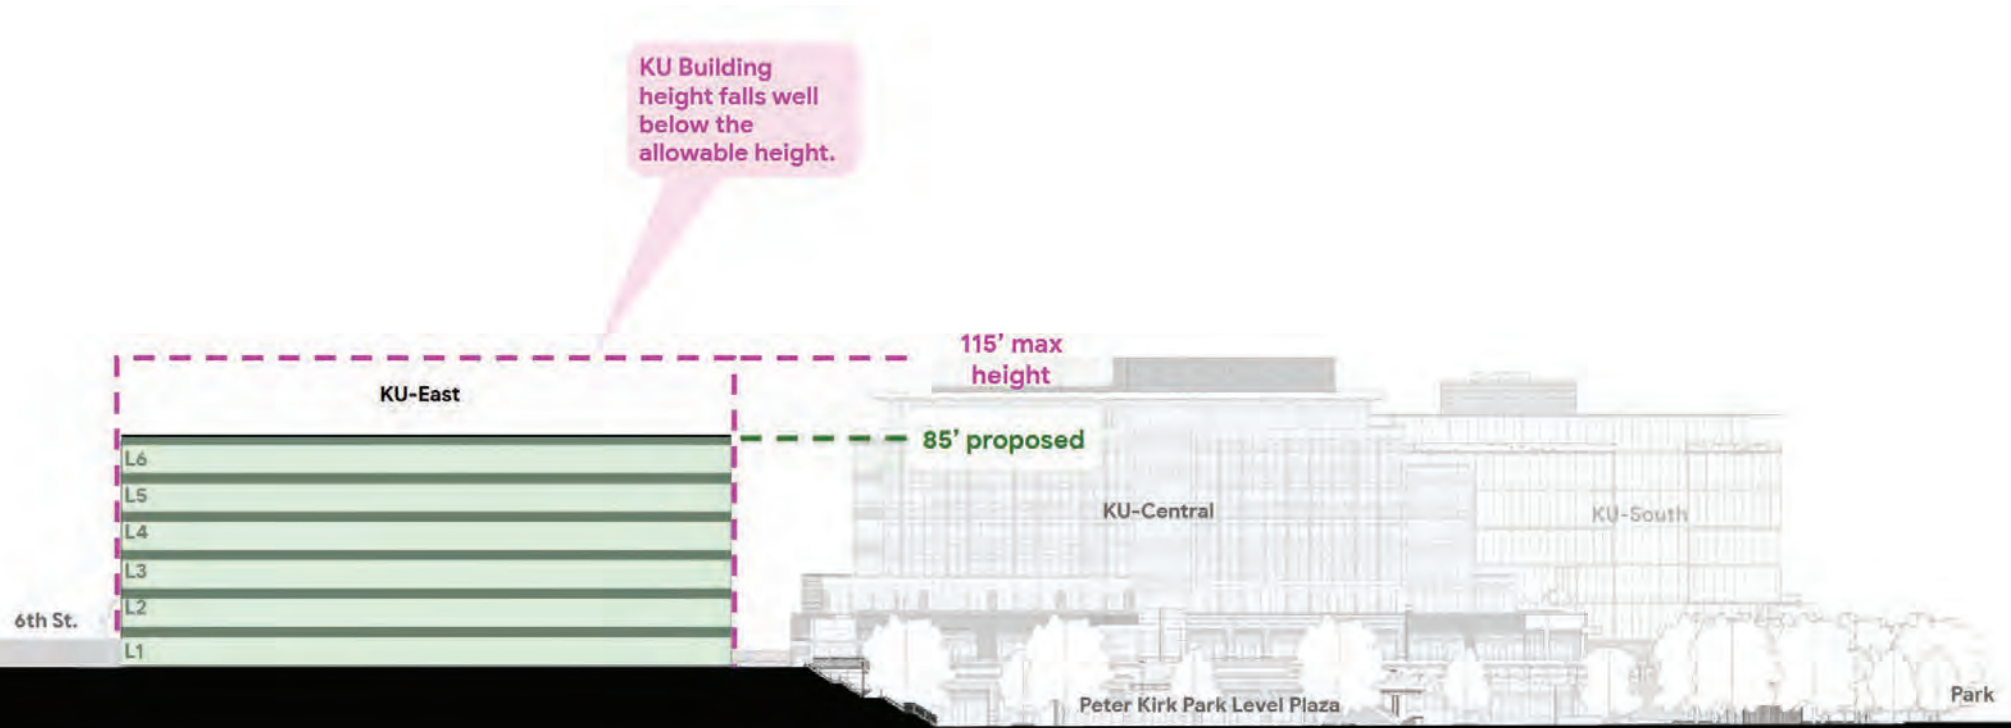 KU Building
height falls well
below the
allowable height.
115’ max
height
KU-East
85’ proposed
L6
L5
L4
L3
L2
L1
KU-Central
KU-South
6th St.
Peter Kirk Park Level Plaza
Park